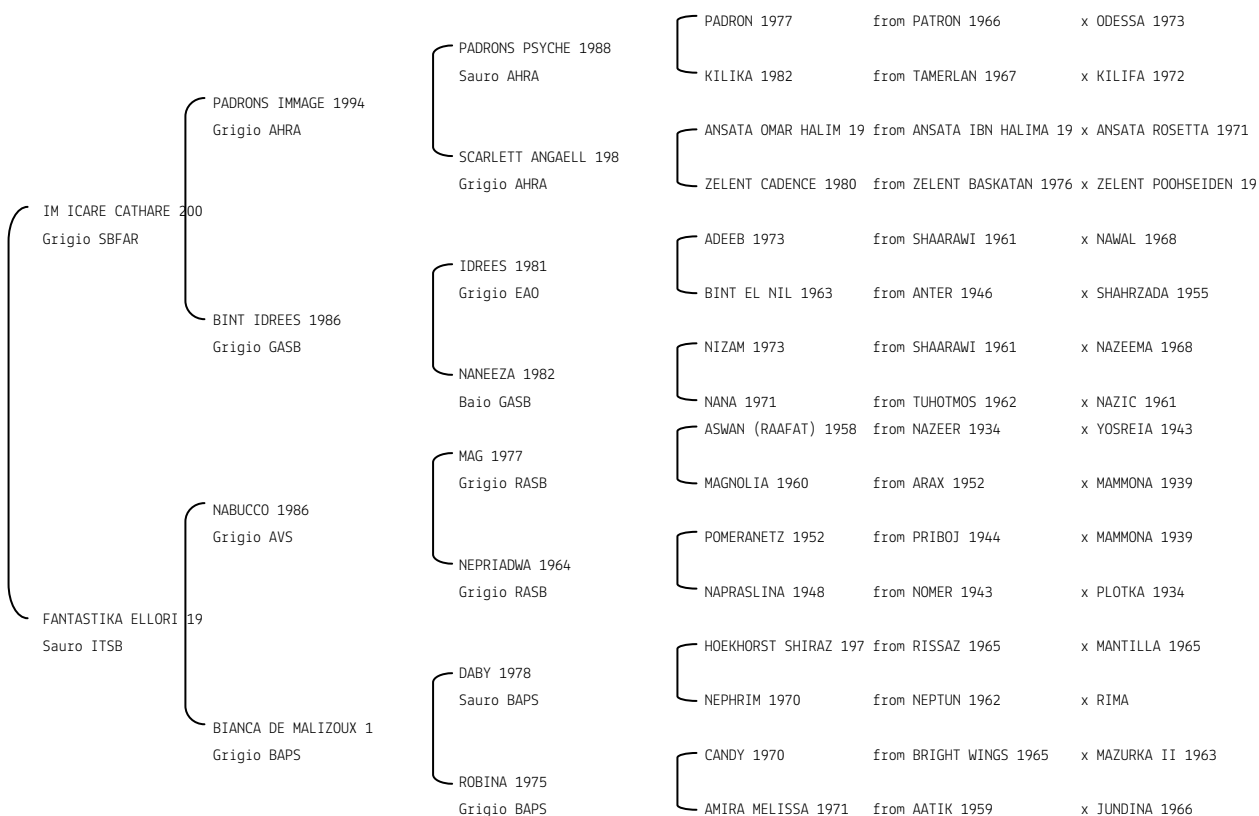 PADRON 1977 from PATRON 1966 x ODESSA 1973
PADRONS PSYCHE 1988
Sauro AHRA KILIKA 1982 from TAMERLAN 1967 x KILIFA 1972
PADRONS IMMAGE 1994
Grigio AHRA ANSATA OMAR HALIM 19 from ANSATA IBN HALIMA 19 x ANSATA ROSETTA 1971
SCARLETT ANGAELL 198
Grigio AHRA ZELENT CADENCE 1980 from ZELENT BASKATAN 1976 x ZELENT POOHSEIDEN 19
IM ICARE CATHARE 200
Grigio SBFAR ADEEB 1973 from SHAARAWI 1961 x NAWAL 1968
IDREES 1981
Grigio EAO BINT EL NIL 1963 from ANTER 1946 x SHAHRZADA 1955
BINT IDREES 1986
Grigio GASB NIZAM 1973 from SHAARAWI 1961 x NAZEEMA 1968
NANEEZA 1982
Baio GASB NANA 1971 from TUHOTMOS 1962 x NAZIC 1961
ASWAN (RAAFAT) 1958 from NAZEER 1934 x YOSREIA 1943
MAG 1977
Grigio RASB MAGNOLIA 1960 from ARAX 1952 x MAMMONA 1939
NABUCCO 1986
Grigio AVS POMERANETZ 1952 from PRIBOJ 1944 x MAMMONA 1939
NEPRIADWA 1964
Grigio RASB NAPRASLINA 1948 from NOMER 1943 x PLOTKA 1934
FANTASTIKA ELLORI 19
Sauro ITSB HOEKHORST SHIRAZ 197 from RISSAZ 1965 x MANTILLA 1965
DABY 1978
Sauro BAPS NEPHRIM 1970 from NEPTUN 1962 x RIMA
BIANCA DE MALIZOUX 1
Grigio BAPS CANDY 1970 from BRIGHT WINGS 1965 x MAZURKA II 1963
ROBINA 1975
Grigio BAPS AMIRA MELISSA 1971 from AATIK 1959 x JUNDINA 1966